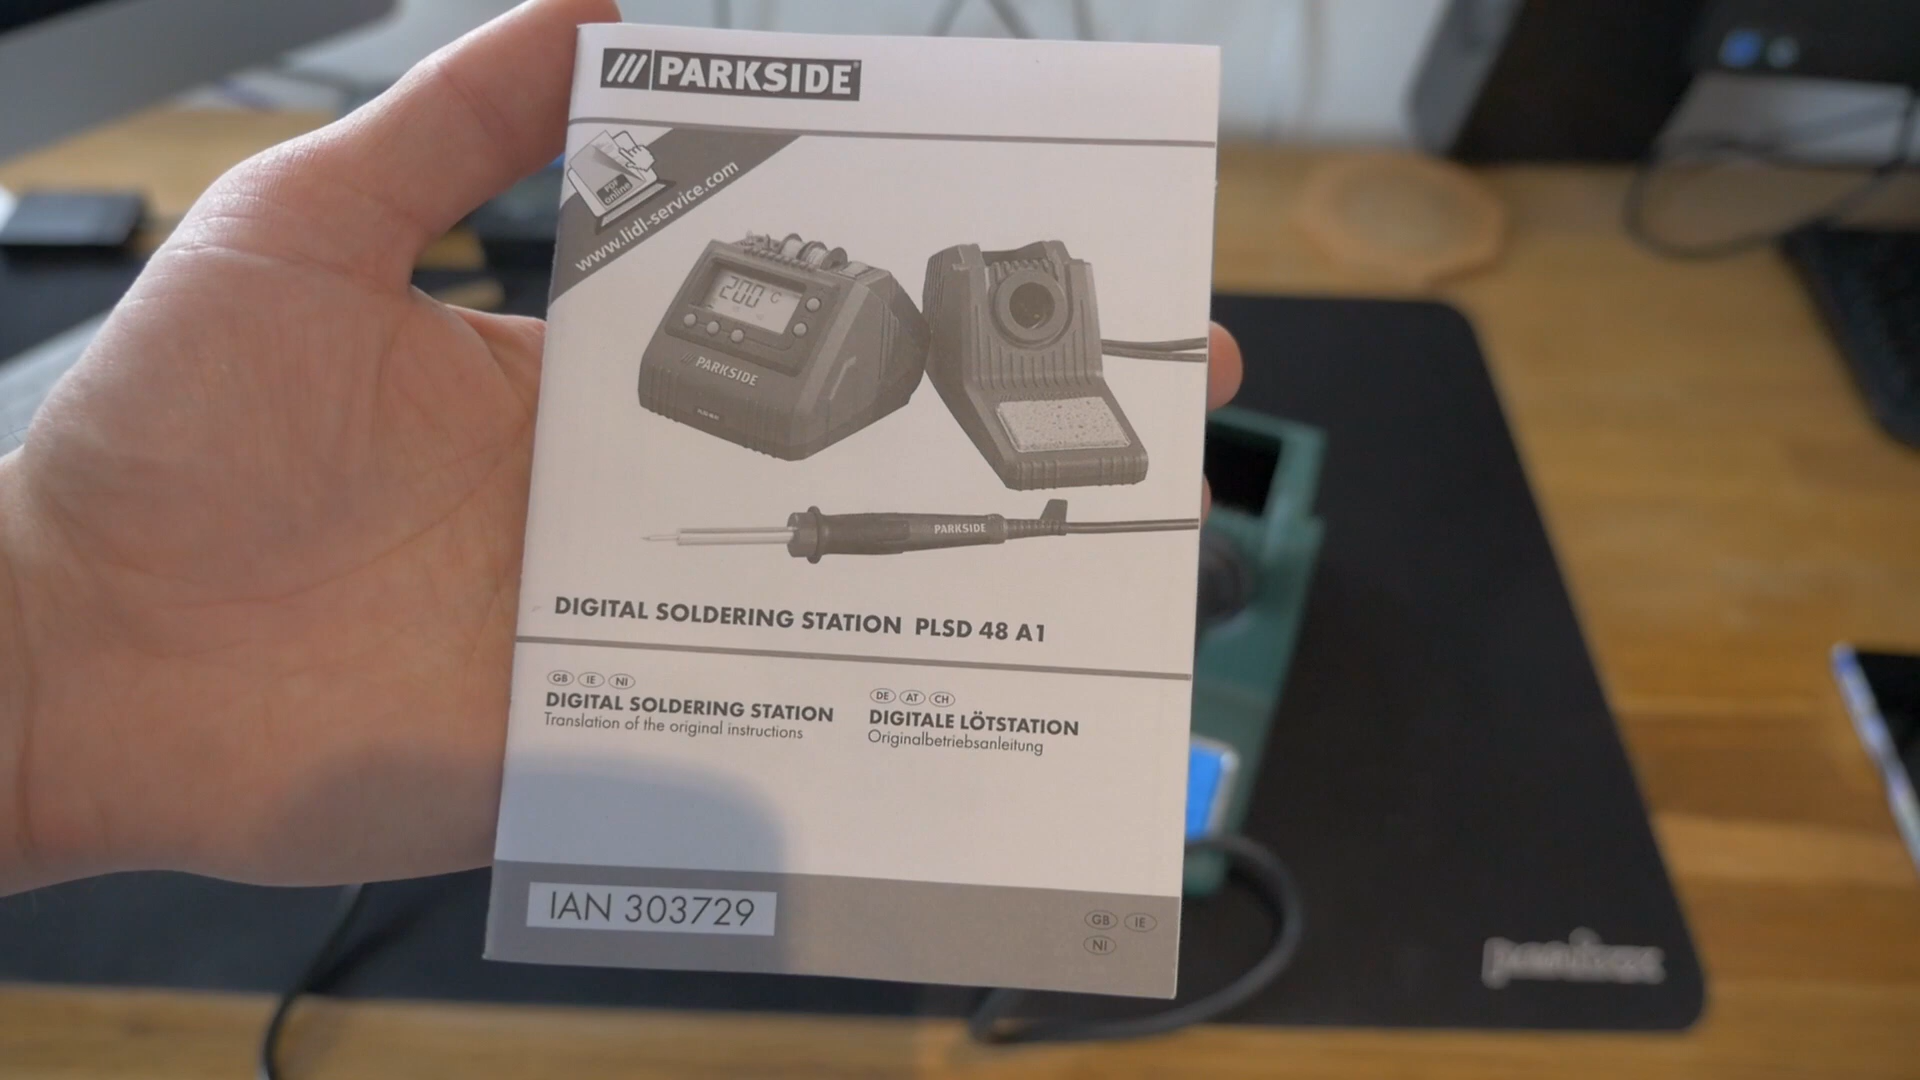 /// PARKSIDE®
PDF
online
www.lidl-service.com
200 °C
/// PARKSIDE
PARKSIDE
DIGITAL SOLDERING STATION PLSD 48 A1
GB IE NI
DIGITAL SOLDERING STATION
Translation of the original instructions
DE AT CH
DIGITALE LÖTSTATION
Originalbetriebsanleitung
IAN 303729
GB IE
NI